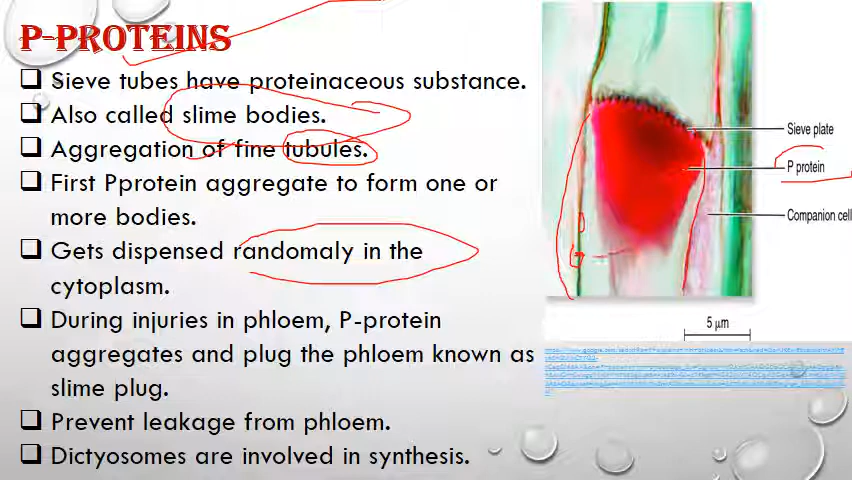 P-PROTEINS
❑ Sieve tubes have proteinaceous substance.
❑ Also called slime bodies.
❑ Aggregation of fine tubules.
❑ First Pprotein aggregate to form one or
more bodies.
❑ Gets dispensed randomaly in the
cytoplasm.
❑ During injuries in phloem, P-protein
aggregates and plug the phloem known as
slime plug.
❑ Prevent leakage from phloem.
❑ Dictyosomes are involved in synthesis.
Sieve plate
P protein
Companion cell
5 µm